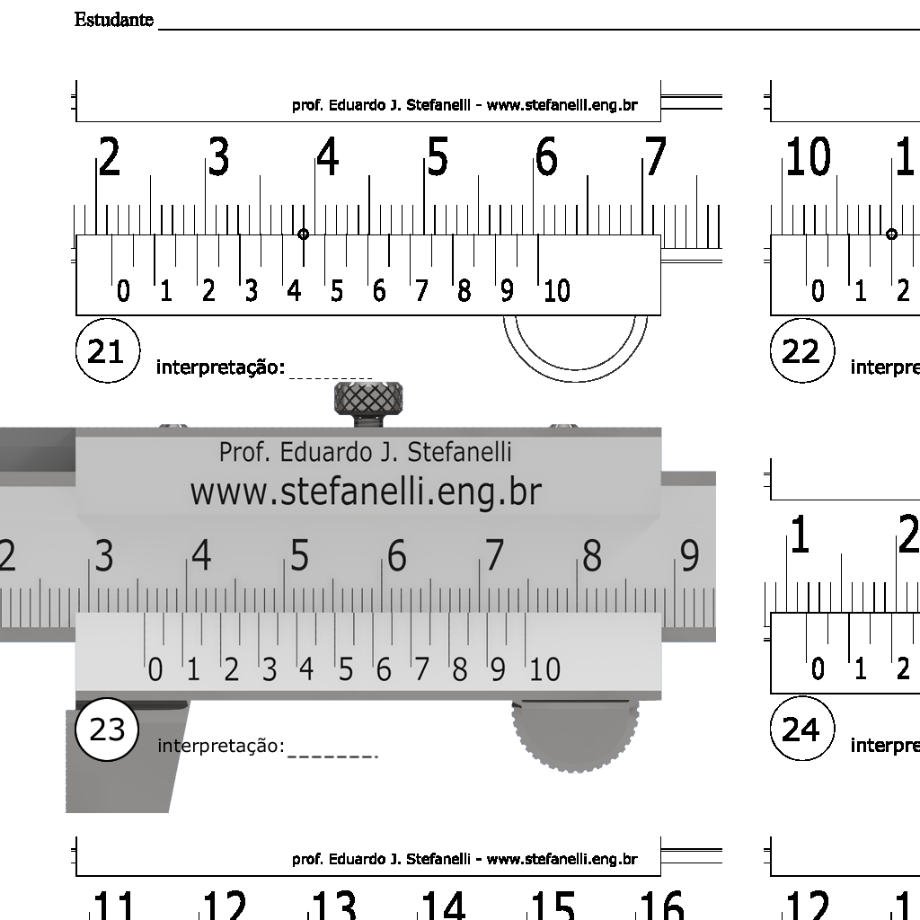 Estudante
prof. Eduardo J. Stefanelli - www.stefanelli.eng.br
2 3 4 5 6 7
0 1 2 3 4 5 6 7 8 9 10
21
interpretação:
10 1
0 1 2
22
interpre
Prof. Eduardo J. Stefanelli
www.stefanelli.eng.br
2 3 4 5 6 7 8 9
0 1 2 3 4 5 6 7 8 9 10
23
interpretação:
1 2
0 1 2
24
interpre
prof. Eduardo J. Stefanelli - www.stefanelli.eng.br
11 12 13 14 15 16
12 1